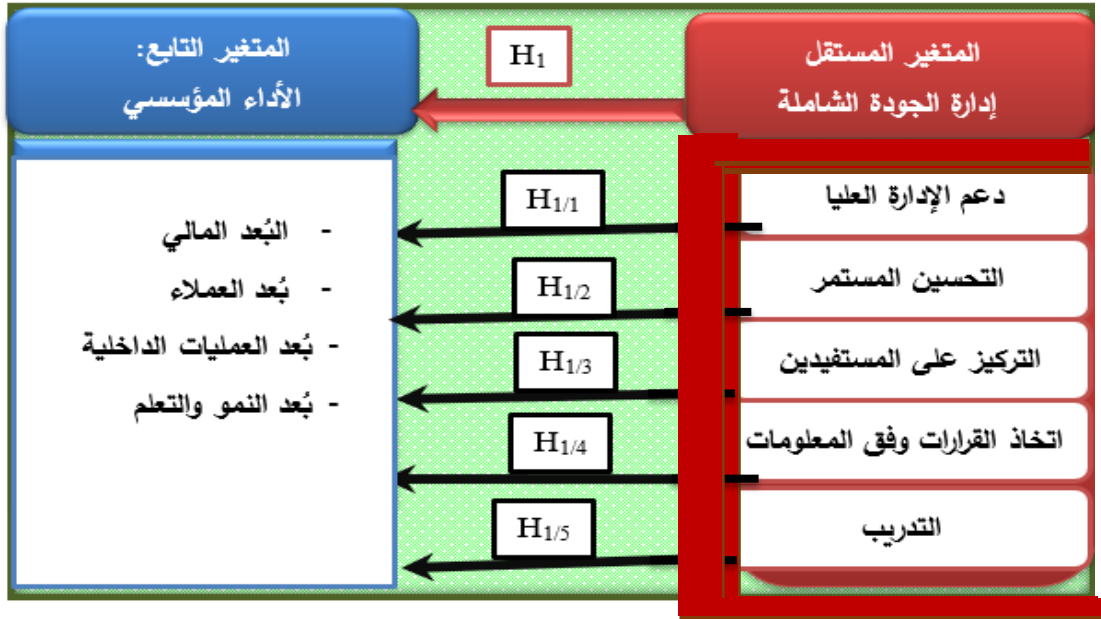 المتغير المستقل
إدارة الجودة الشاملة
H1
المتغير التابع:
الأداء المؤسسي
دعم الإدارة العليا
التحسين المستمر
التركيز على المستفيدين
اتخاذ القرارات وفق المعلومات
التدريب
H1/1
H1/2
H1/3
H1/4
H1/5
- البُعد المالي
- بُعد العملاء
- بُعد العمليات الداخلية
- بُعد النمو والتعلم